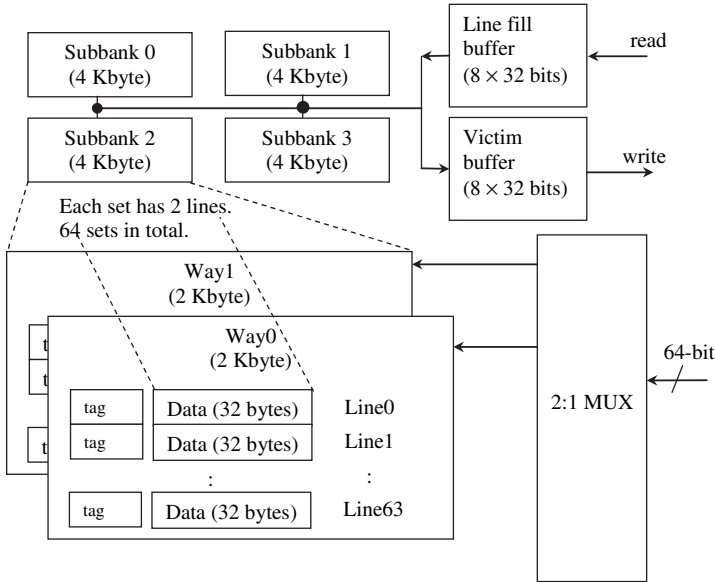 Subbank 0
(4 Kbyte)
Subbank 1
(4 Kbyte)
Line fill
buffer
(8 × 32 bits)
read
Subbank 2
(4 Kbyte)
Subbank 3
(4 Kbyte)
Victim
buffer
(8 × 32 bits)
write
Each set has 2 lines.
64 sets in total.
Way1
(2 Kbyte)
t
t
t
Way0
(2 Kbyte)
tag
Data (32 bytes)
Line0
tag
Data (32 bytes)
Line1
:
:
tag
Data (32 bytes)
Line63
2:1 MUX
64-bit